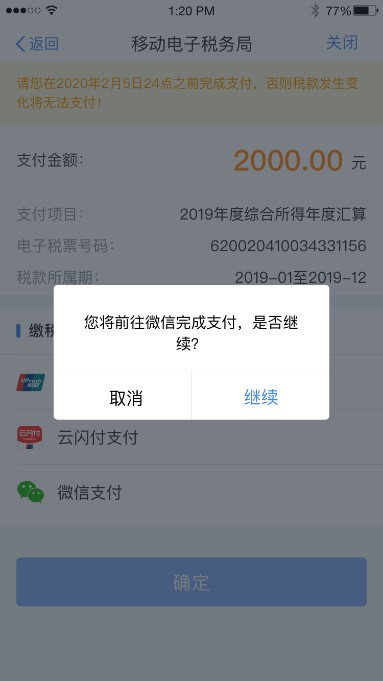 1:20 PM
77%
返回
移动电子税务局
关闭
请您在2020年2月5日24点之前完成支付，否则税款发生变
化将无法支付！
支付金额：
2000.00 元
支付项目：
2019年度综合所得年度汇算
电子税票号码：
620020410034331156
税款所属期：
2019-01至2019-12
缴税
您将前往微信完成支付，是否继
续？
取消
继续
云闪付
云闪付支付
微信支付
确定